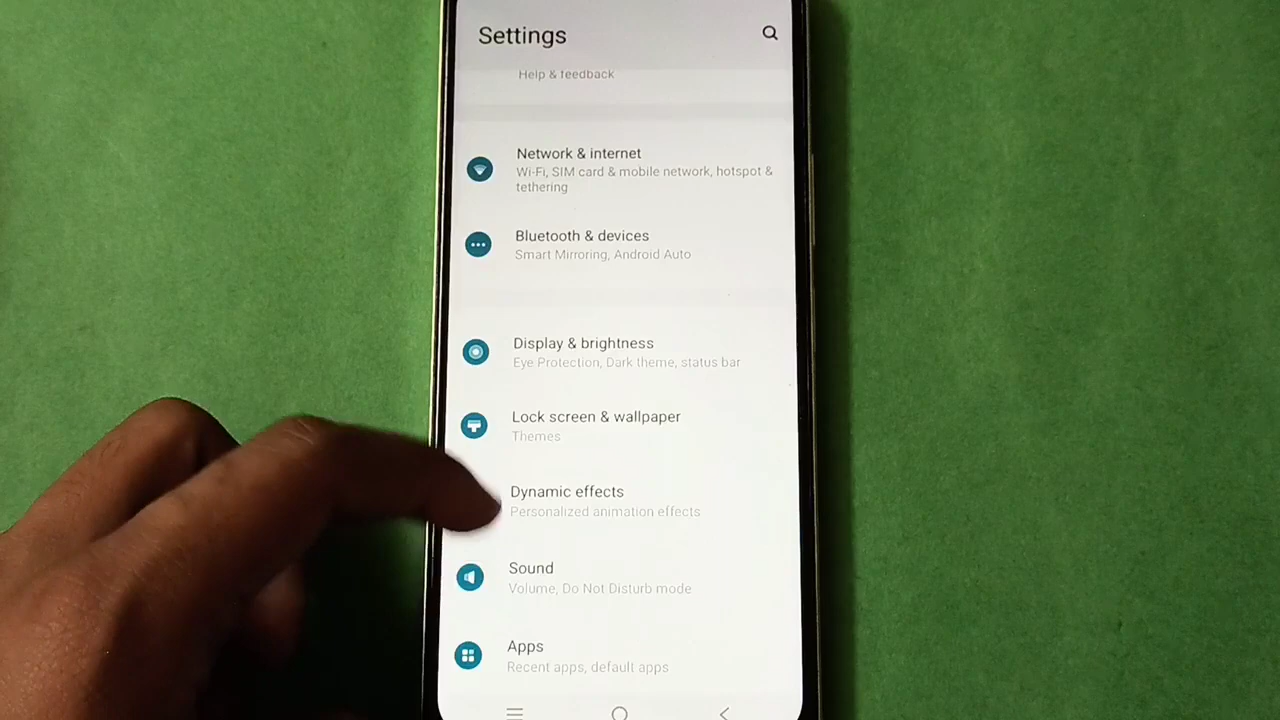 Settings
Help & feedback
Network & internet
Wi-Fi, SIM card & mobile network, hotspot &
tethering
Bluetooth & devices
Smart Mirroring, Android Auto
Display & brightness
Eye Protection, Dark theme, status bar
Lock screen & wallpaper
Themes
Dynamic effects
Personalized animation effects
Sound
Volume, Do Not Disturb mode
Apps
Recent apps, default apps